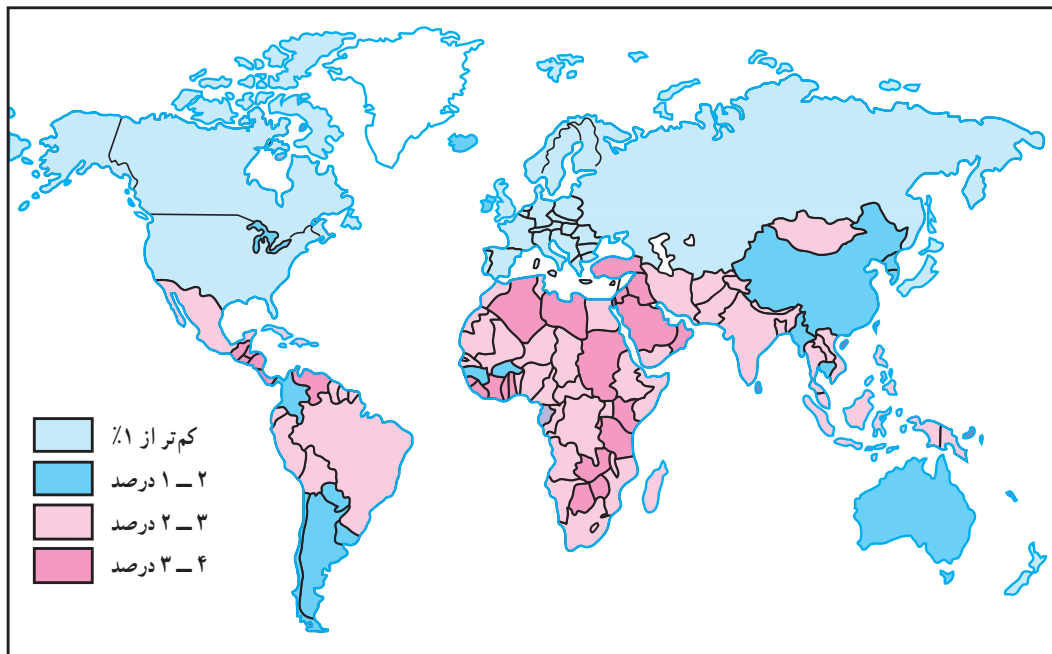 کم‌تر از ۱٪
۲ ــ ۱ درصد
۳ ــ ۲ درصد
۴ ــ ۳ درصد